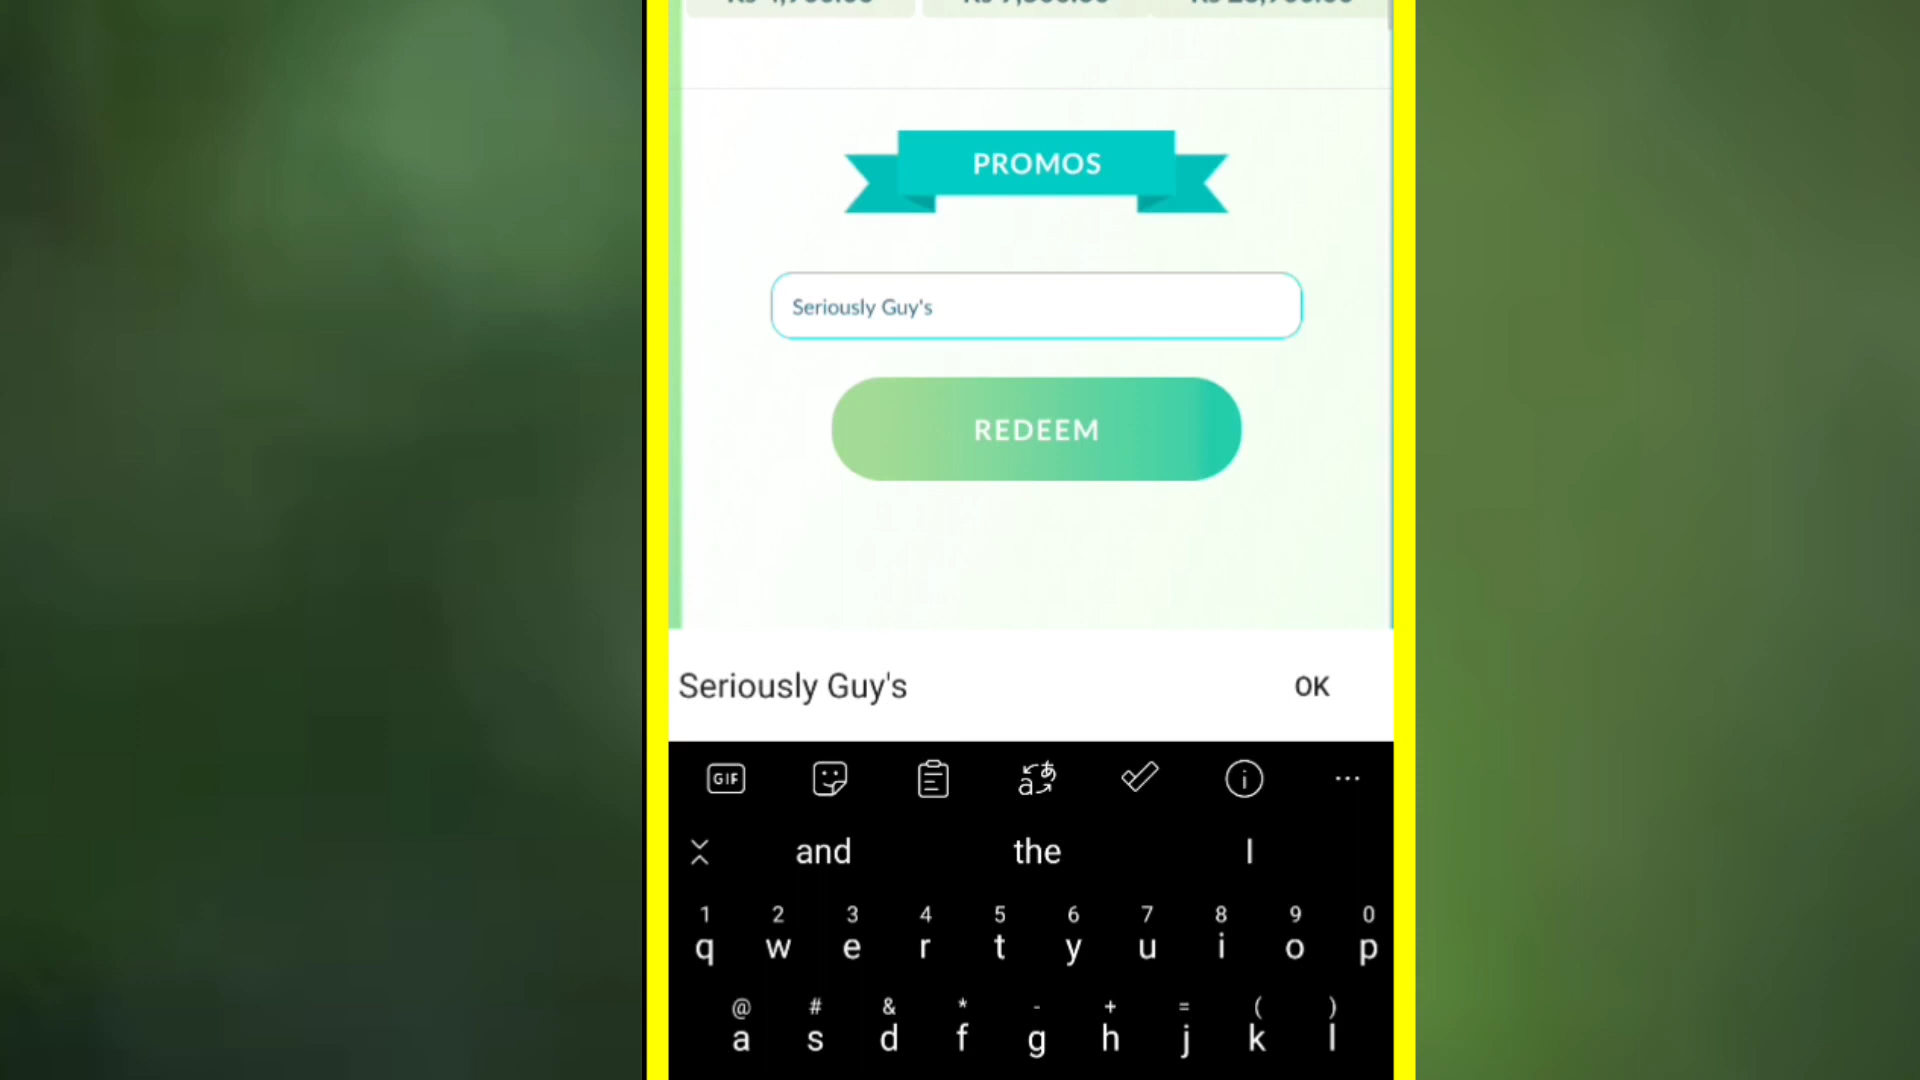 PROMOS
Seriously Guy's
REDEEM
Seriously Guy's OK
GIF
and the I
1 2 3 4 5 6 7 8 9 0
q w e r t y u i o p
@ # & * - + = ( )
a s d f g h j k l